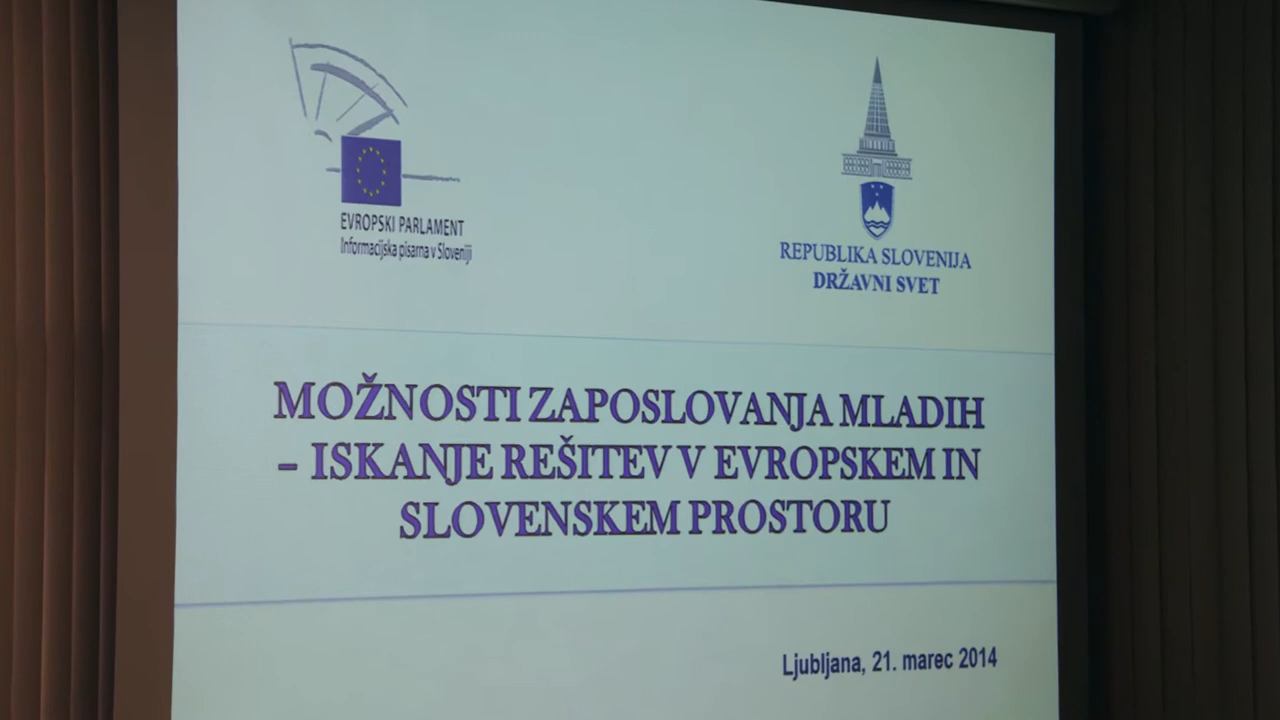 EVROPSKI PARLAMENT
Informacijska pisarna v Sloveniji
REPUBLIKA SLOVENIJA
DRŽAVNI SVET
MOŽNOSTI ZAPOSLOVANJA MLADIH
– ISKANJE REŠITEV V EVROPSKEM IN
SLOVENSKEM PROSTORU
Ljubljana, 21. marec 2014